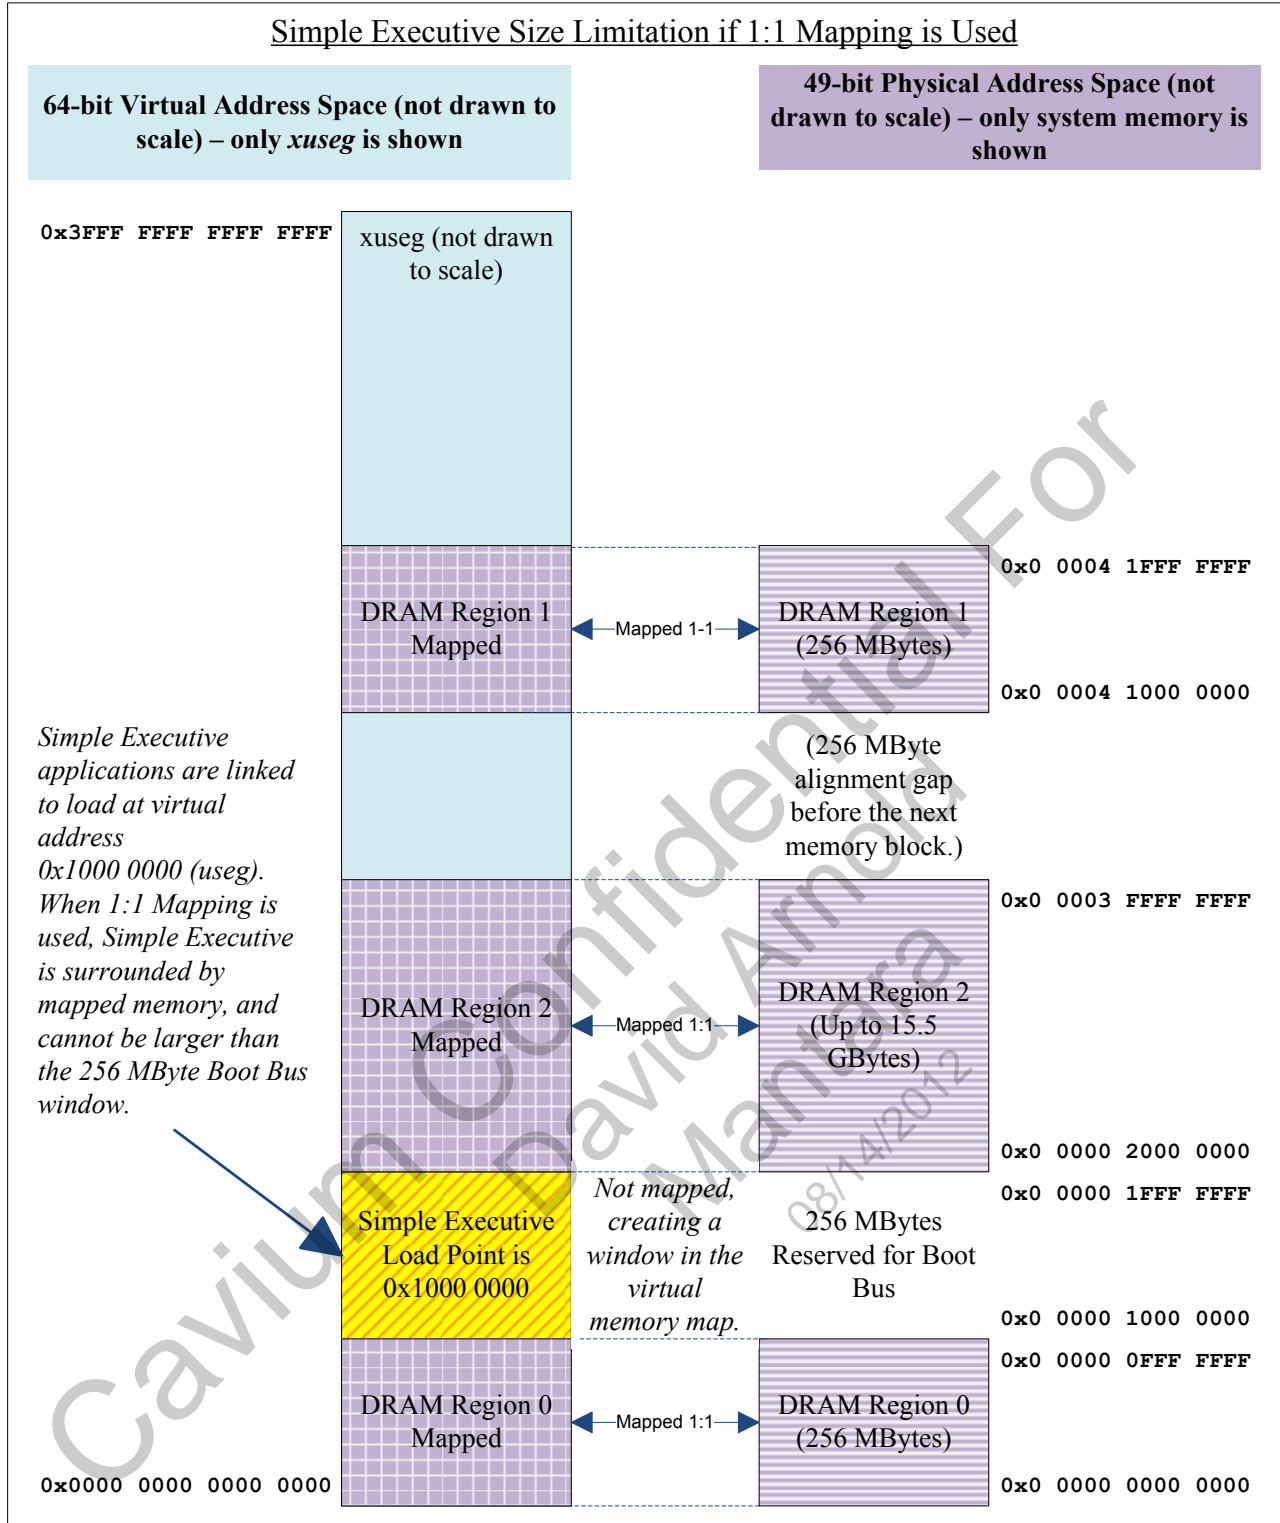 Simple Executive Size Limitation if 1:1 Mapping is Used
64-bit Virtual Address Space (not drawn to
scale) – only xuseg is shown
49-bit Physical Address Space (not
drawn to scale) – only system memory is
shown
0x3FFF FFFF FFFF FFFF
xuseg (not drawn
to scale)
DRAM Region 1
Mapped
Mapped 1-1
DRAM Region 1
(256 MBytes)
0x0 0004 1FFF FFFF
0x0 0004 1000 0000
Simple Executive
applications are linked
to load at virtual
address
0x1000 0000 (useg).
When 1:1 Mapping is
used, Simple Executive
is surrounded by
mapped memory, and
cannot be larger than
the 256 MByte Boot Bus
window.
(256 MByte
alignment gap
before the next
memory block.)
DRAM Region 2
Mapped
Mapped 1:1
DRAM Region 2
(Up to 15.5
GBytes)
0x0 0003 FFFF FFFF
0x0 0000 2000 0000
Simple Executive
Load Point is
0x1000 0000
Not mapped,
creating a
window in the
virtual
memory map.
256 MBytes
Reserved for Boot
Bus
0x0 0000 1FFF FFFF
0x0 0000 1000 0000
DRAM Region 0
Mapped
Mapped 1:1
DRAM Region 0
(256 MBytes)
0x0 0000 0FFF FFFF
0x0 0000 0000 0000
0x0000 0000 0000 0000
Cavium Confidential For
David Arnold
Mantara
08/14/2012